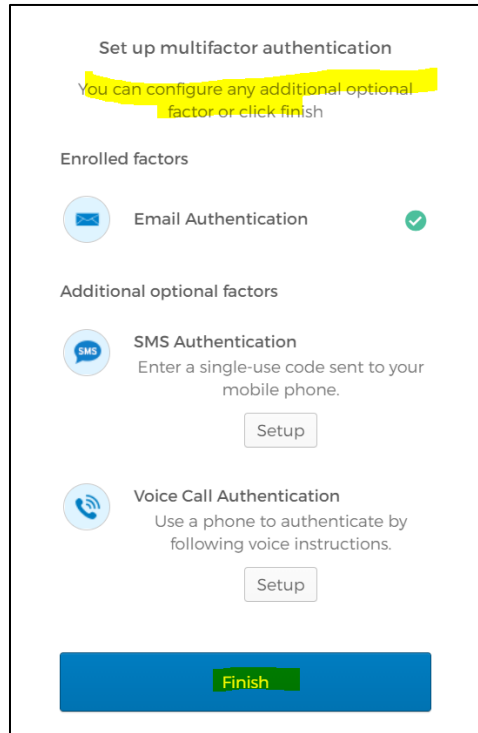 Set up multifactor authentication
You can configure any additional optional
factor or click finish
Enrolled factors
Email Authentication
Additional optional factors
SMS
SMS Authentication
Enter a single-use code sent to your
mobile phone.
Setup
Voice Call Authentication
Use a phone to authenticate by
following voice instructions.
Setup
Finish